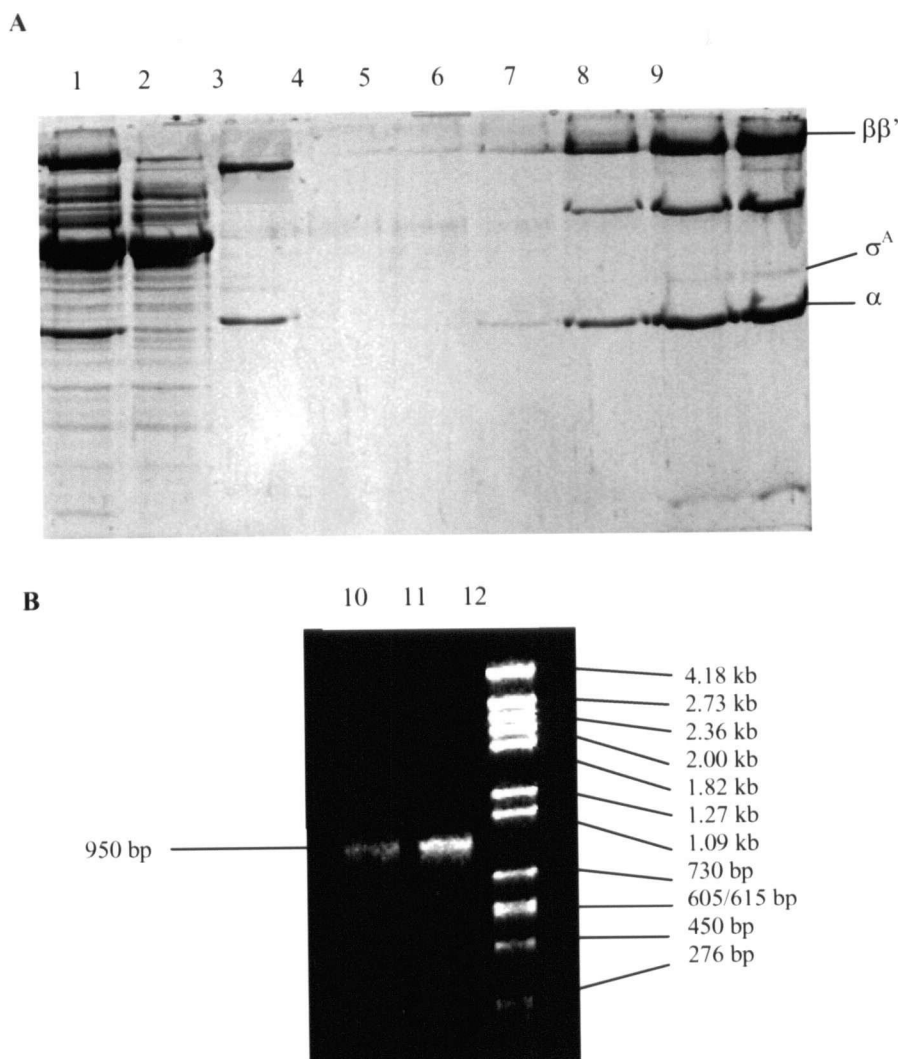 A
1 2 3 4 5 6 7 8 9
ββ'
σᴬ
α
B
10 11 12
4.18 kb
2.73 kb
2.36 kb
2.00 kb
1.82 kb
1.27 kb
1.09 kb
950 bp
730 bp
605/615 bp
450 bp
276 bp